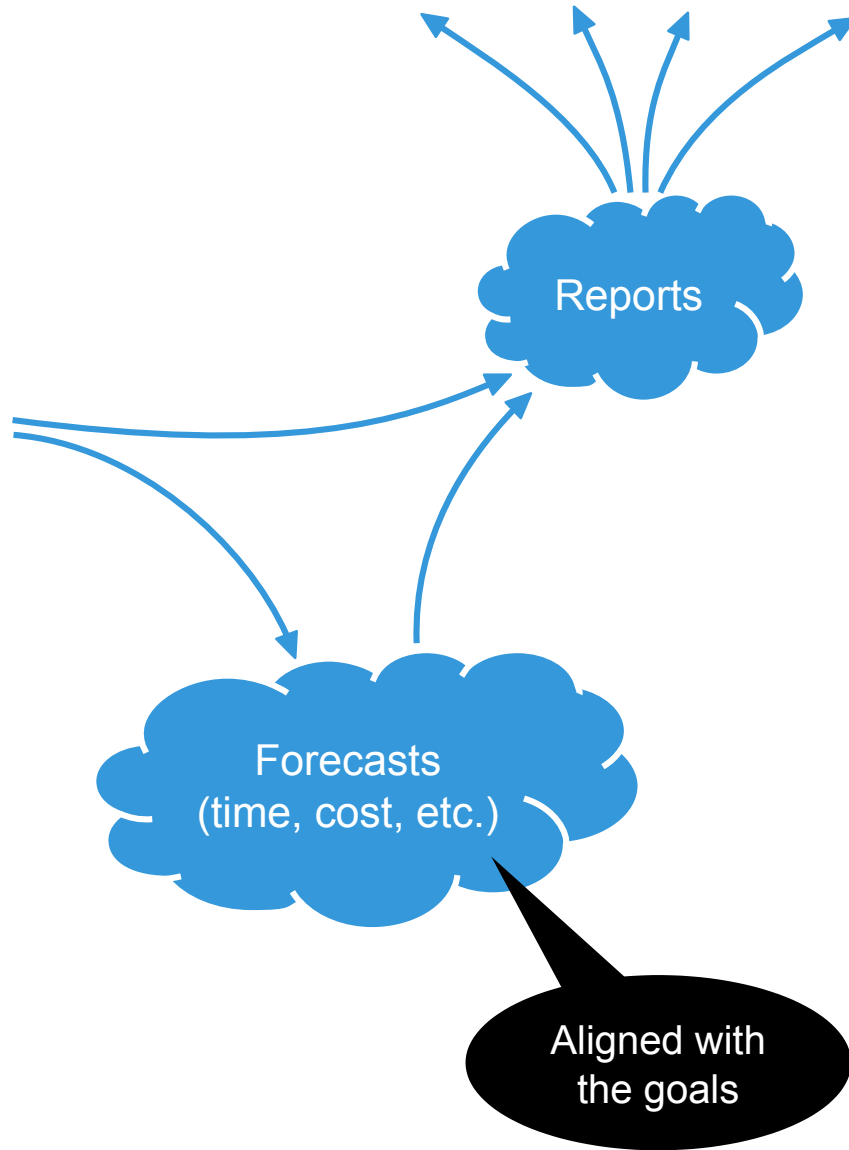 Reports
Forecasts
(time, cost, etc.)
Aligned with
the goals